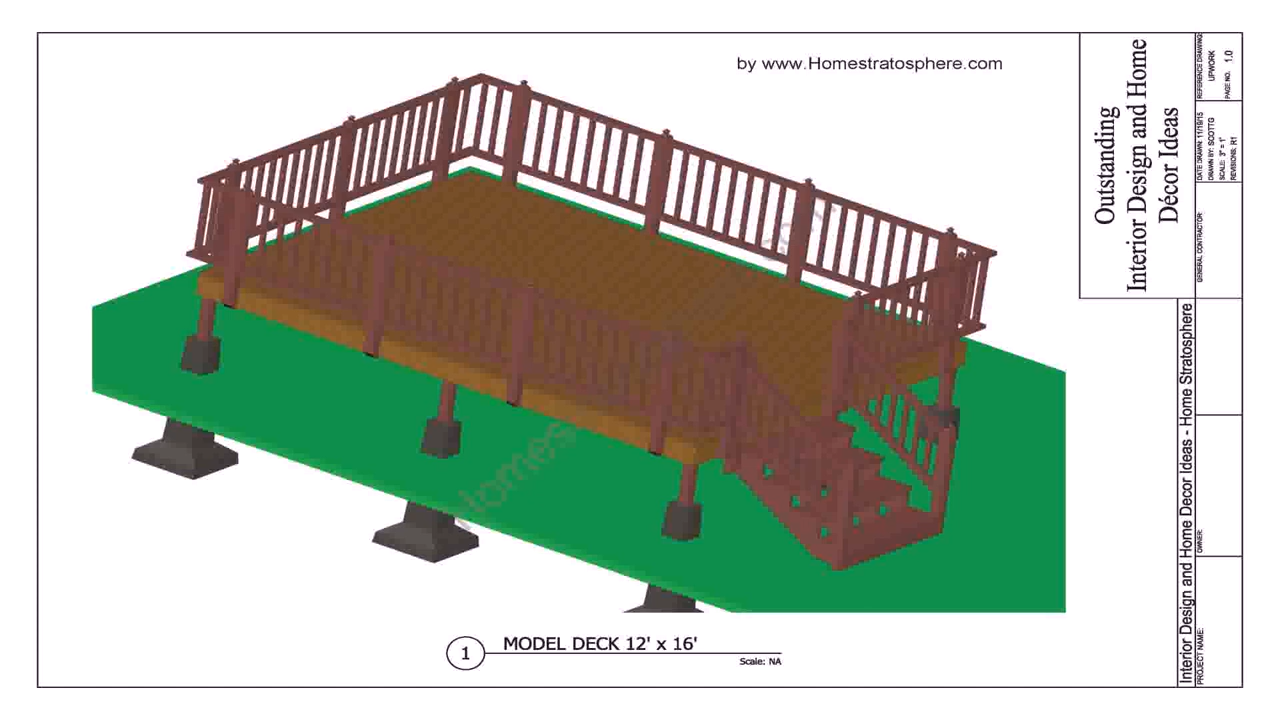 by www.Homestratosphere.com
Outstanding
Interior Design and Home
Décor Ideas
REFERENCE DRAWING:
UPWORK
PAGE NO. 1.0
DATE DRAWN: 11/19/15
DRAWN BY: SCOTTG
SCALE: 3" = 1'
REVISIONS: R1
GENERAL CONTRACTOR:
OWNER:
PROJECT NAME:
Interior Design and Home Decor Ideas - Home Stratosphere
1
MODEL DECK 12' x 16'
Scale: NA